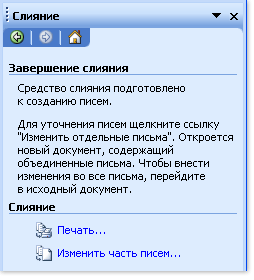 Слияние
Завершение слияния
Средство слияния подготовлено
к созданию писем.
Для уточнения писем щелкните ссылку
"Изменить отдельные письма". Откроется
новый документ, содержащий
объединенные письма. Чтобы внести
изменения во все письма, перейдите
в исходный документ.
Слияние
Печать...
Изменить часть писем...